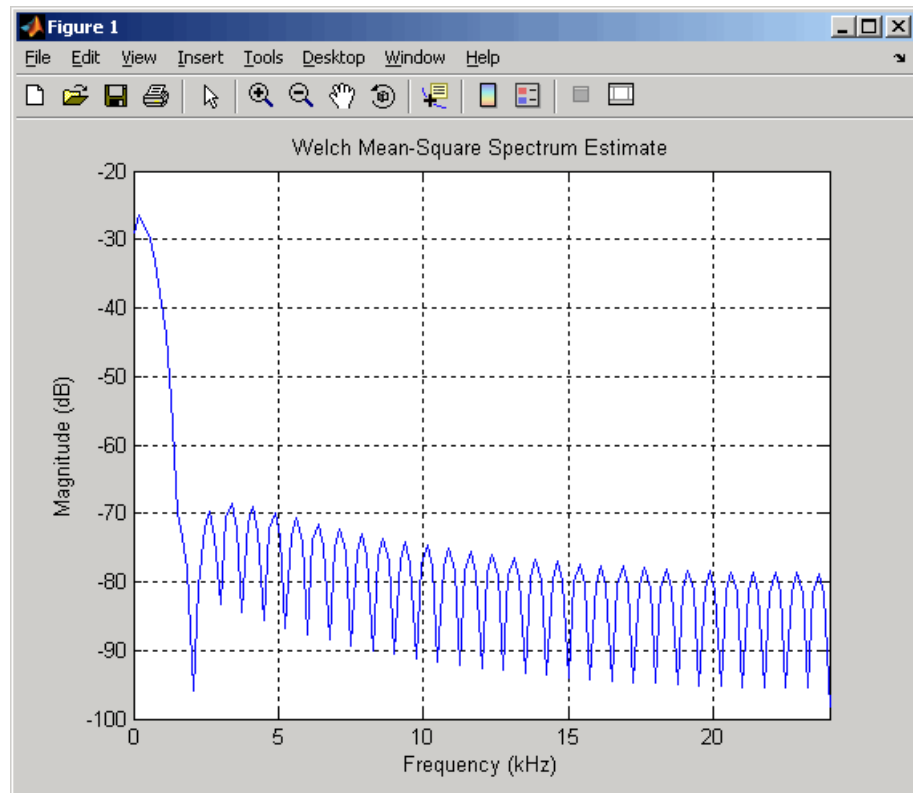 Figure 1
File Edit View Insert Tools Desktop Window Help
Welch Mean-Square Spectrum Estimate
-20
-30
-40
-50
-60
-70
-80
-90
-100
Magnitude (dB)
0 5 10 15 20
Frequency (kHz)